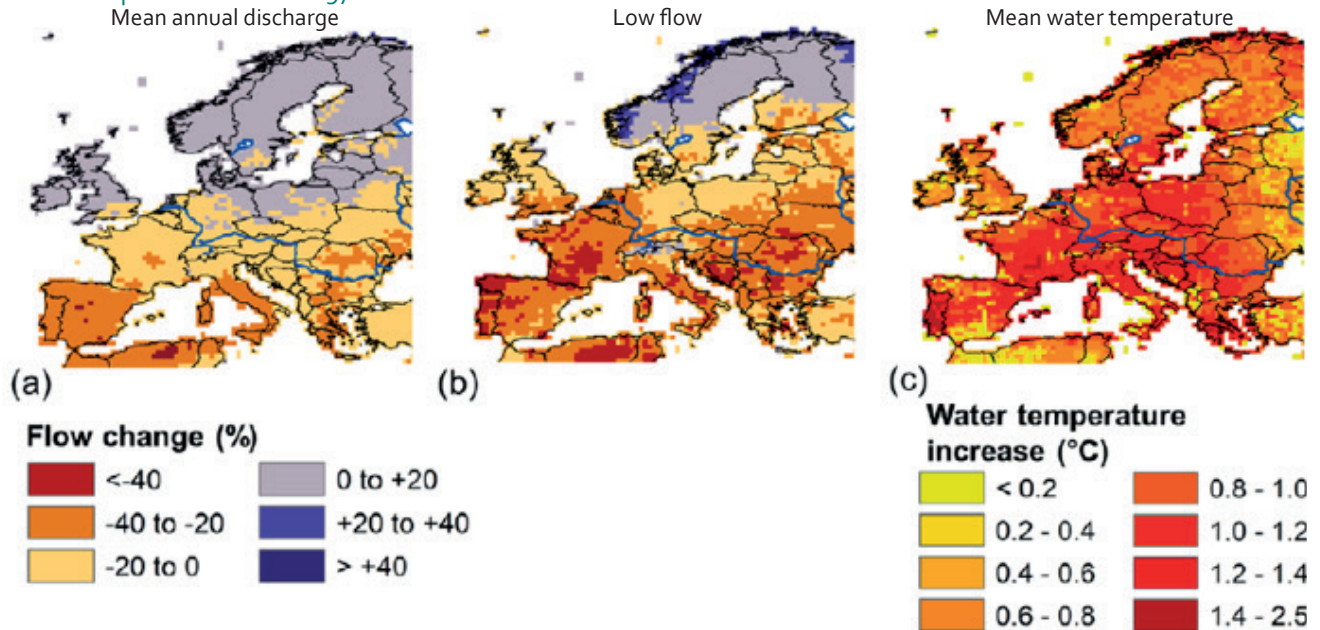 Mean annual discharge
Low flow
Mean water temperature
(a)
(b)
(c)
Flow change (%)
<-40
-40 to -20
-20 to 0
0 to +20
+20 to +40
> +40
Water temperature
increase (°C)
< 0.2
0.2 - 0.4
0.4 - 0.6
0.6 - 0.8
0.8 - 1.0
1.0 - 1.2
1.2 - 1.4
1.4 - 2.5